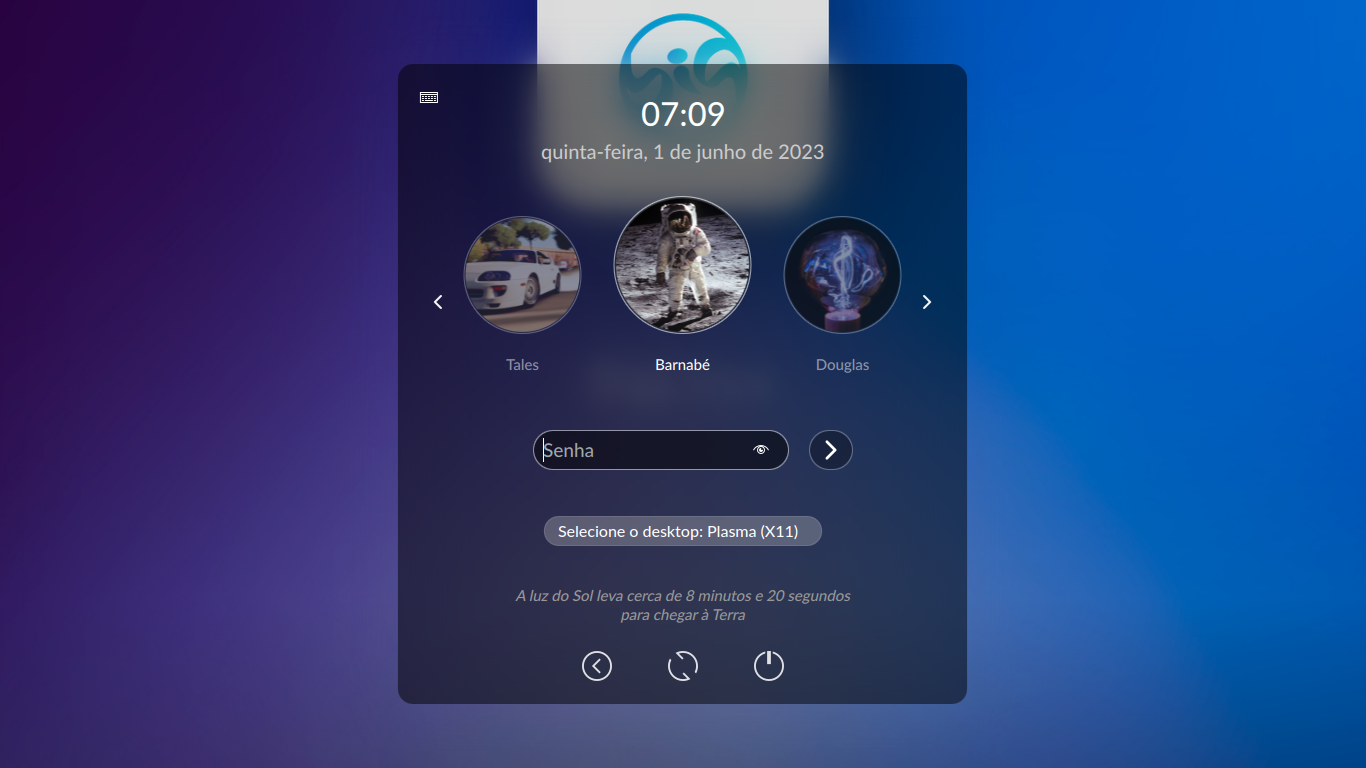 07:09
quinta-feira, 1 de junho de 2023
Tales
Barnabé
Douglas
Senha
Selecione o desktop: Plasma (X11)
A luz do Sol leva cerca de 8 minutos e 20 segundos
para chegar à Terra